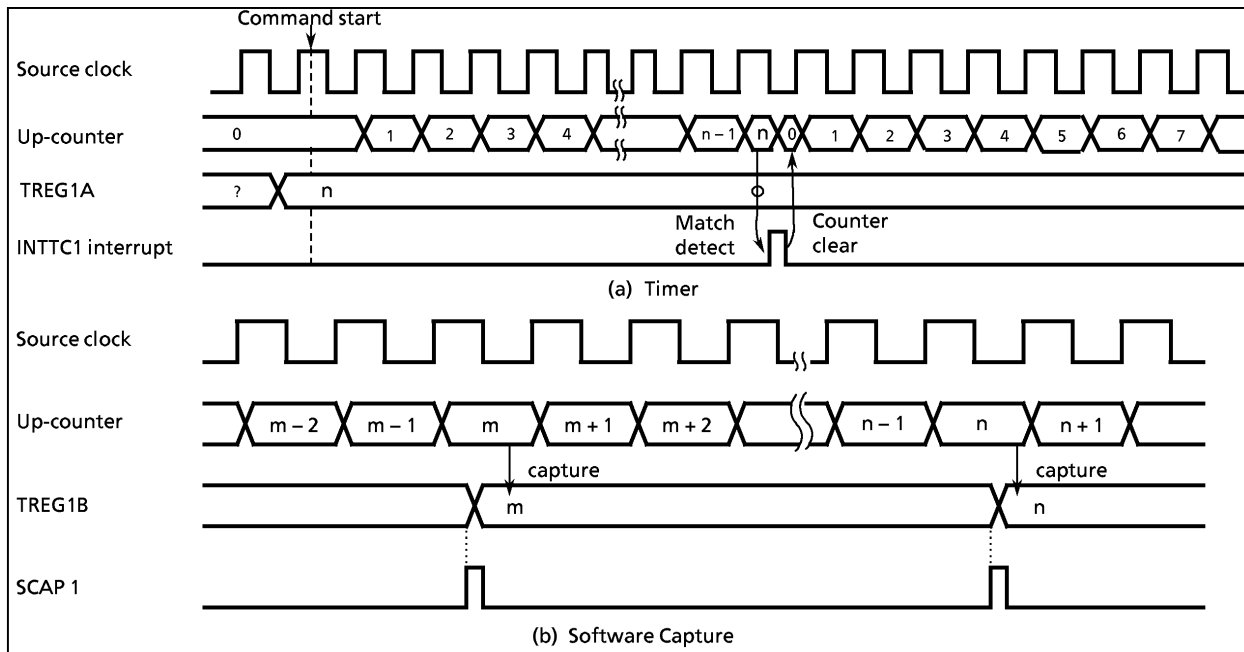 Command start
Source clock
Up-counter 0 1 2 3 4 n – 1 n 0 1 2 3 4 5 6 7
TREG1A ? n
Match detect
Counter clear
INTTC1 interrupt
(a) Timer
Source clock
Up-counter m – 2 m – 1 m m + 1 m + 2 n – 1 n n + 1
capture capture
TREG1B m n
SCAP 1
(b) Software Capture